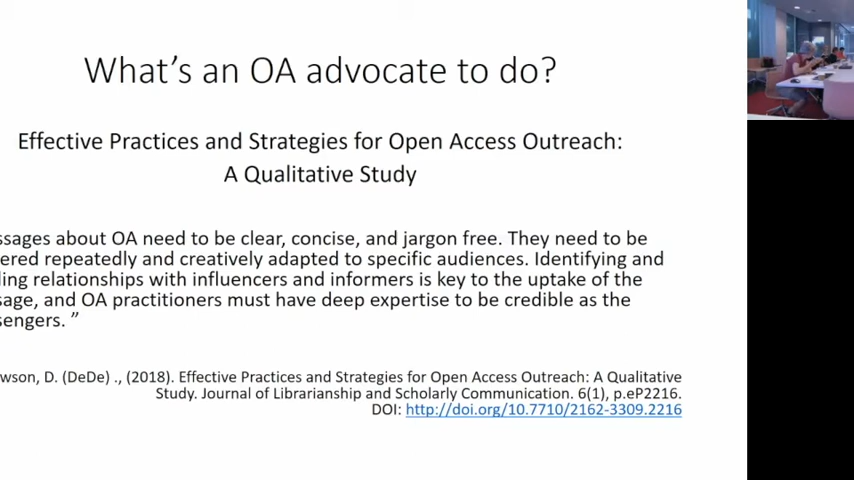 What's an OA advocate to do?
Effective Practices and Strategies for Open Access Outreach:
A Qualitative Study
ssages about OA need to be clear, concise, and jargon free. They need to be
ered repeatedly and creatively adapted to specific audiences. Identifying and
ling relationships with influencers and informers is key to the uptake of the
sage, and OA practitioners must have deep expertise to be credible as the
sengers. ”
wson, D. (DeDe) ., (2018). Effective Practices and Strategies for Open Access Outreach: A Qualitative
Study. Journal of Librarianship and Scholarly Communication. 6(1), p.eP2216.
DOI: http://doi.org/10.7710/2162-3309.2216